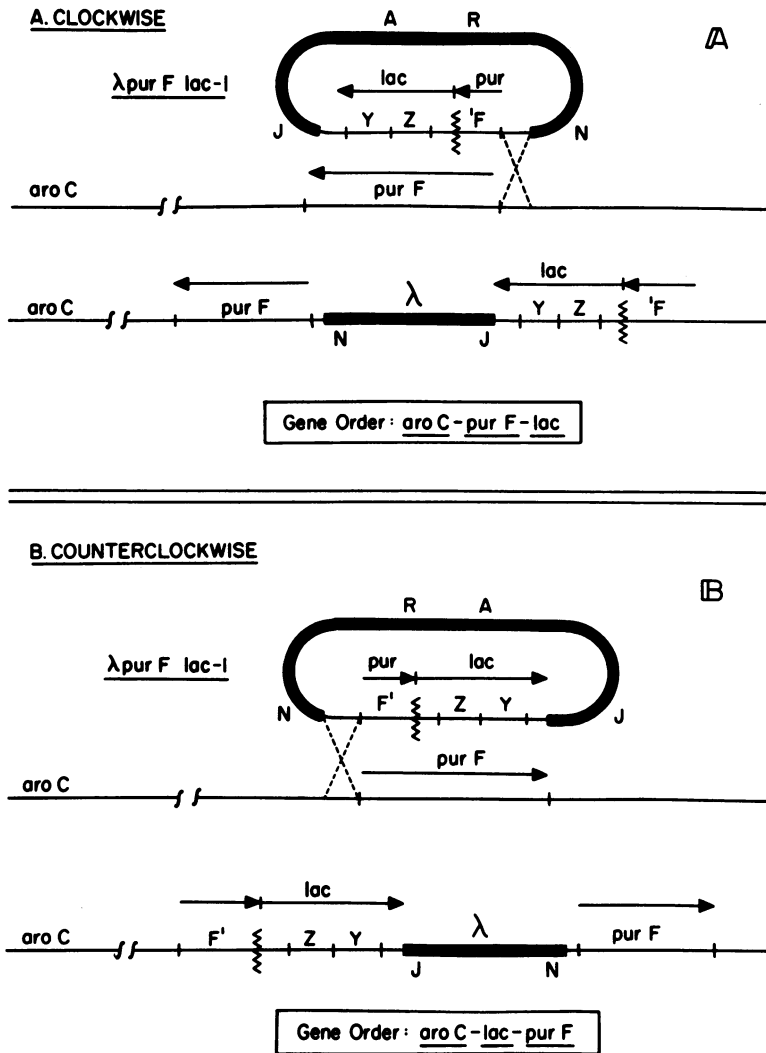 A. CLOCKWISE
A R
A
λpur F lac-1
lac pur
J Y Z 'F N
pur F
aro C
lac
aro C pur F λ Y Z 'F
N J
Gene Order: aro C - pur F - lac
B. COUNTERCLOCKWISE
B
R A
λpur F lac-1
pur lac
N F' Z Y J
pur F
aro C
lac
aro C F' Z Y λ pur F
J N
Gene Order: aro C - lac - pur F